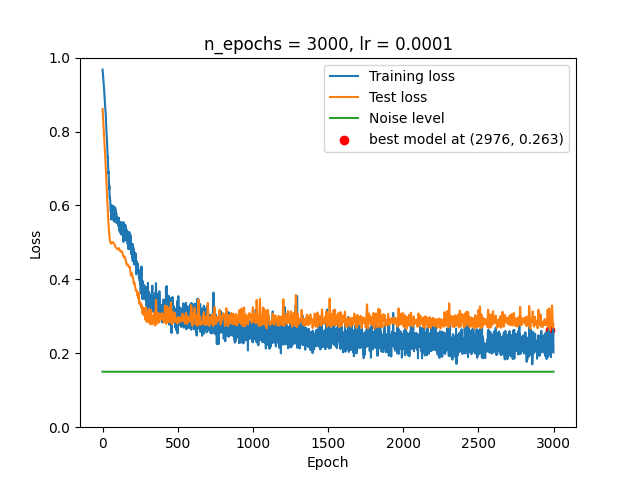 n_epochs = 3000, lr = 0.0001
Training loss
Test loss
Noise level
best model at (2976, 0.263)
Loss
1.0
0.8
0.6
0.4
0.2
0.0
0
500
1000
1500
2000
2500
3000
Epoch